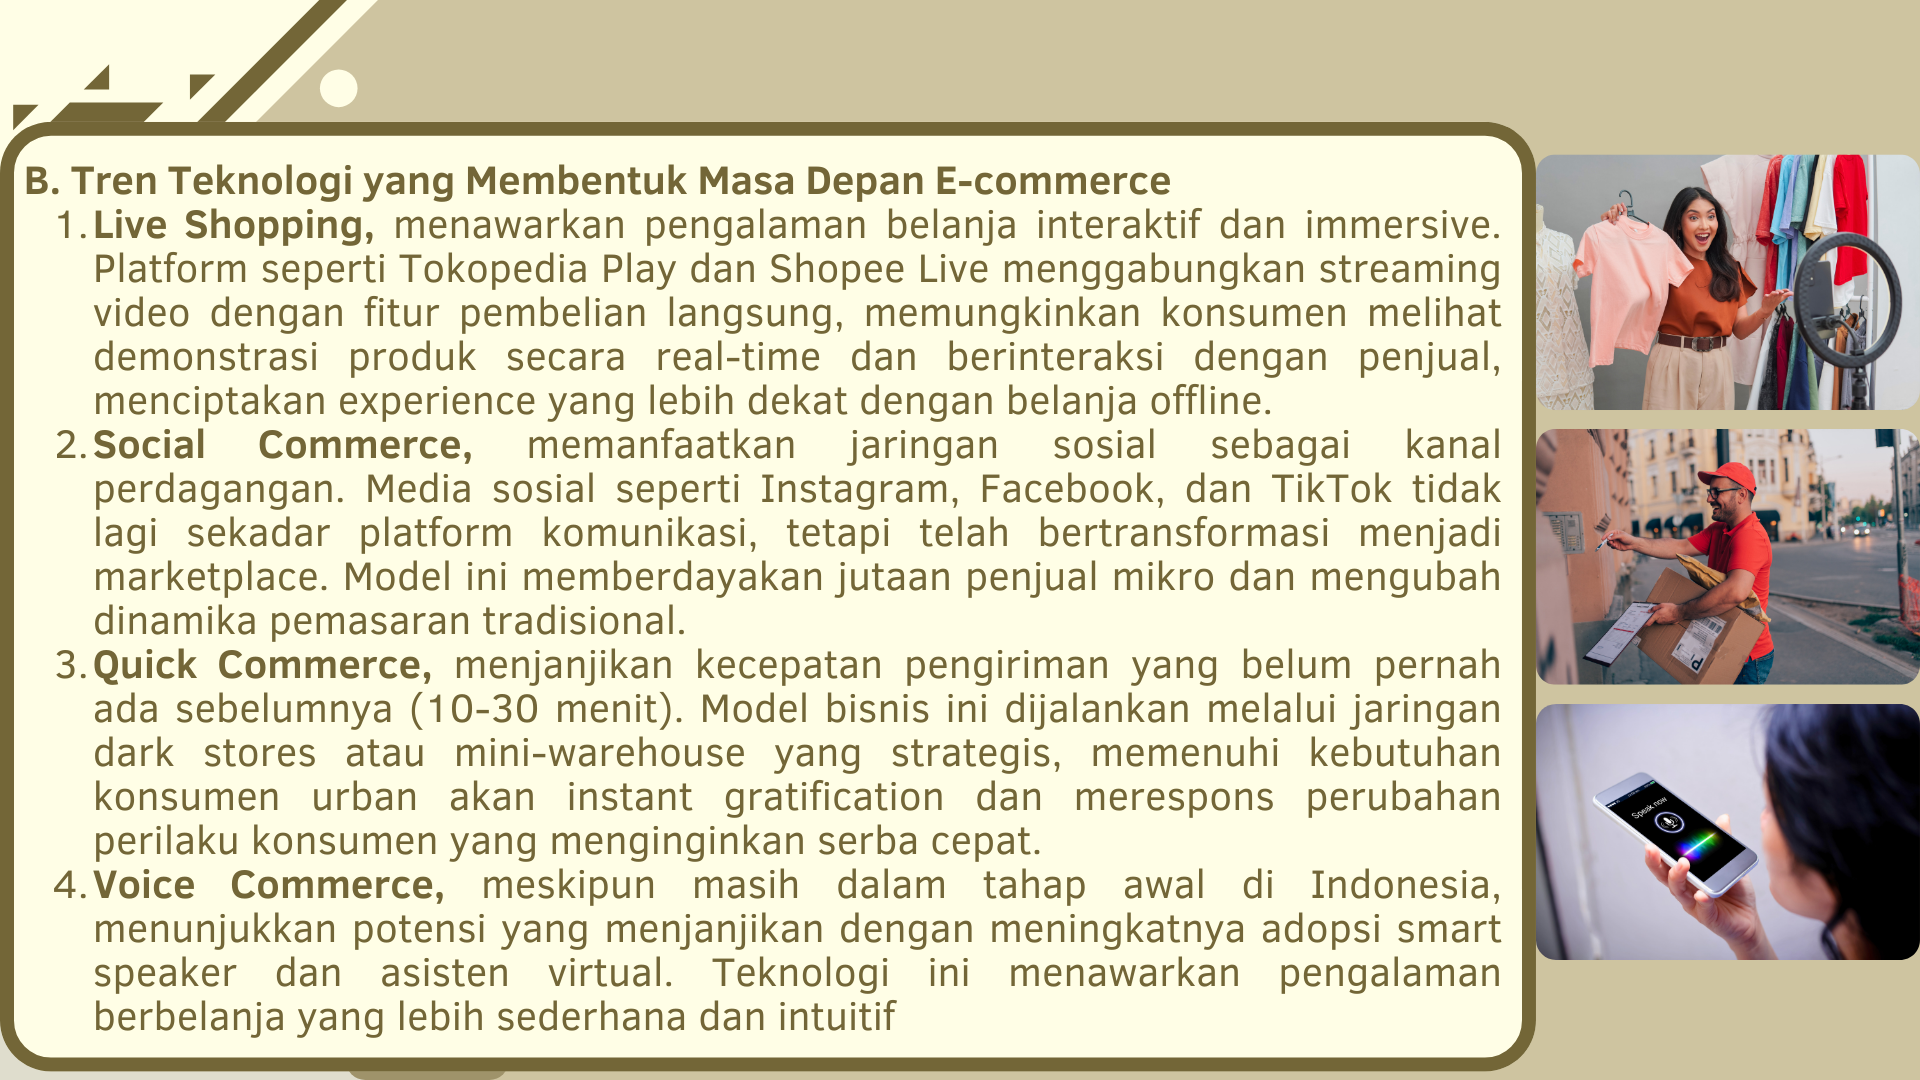 B. Tren Teknologi yang Membentuk Masa Depan E-commerce
1. Live Shopping, menawarkan pengalaman belanja interaktif dan immersive.
Platform seperti Tokopedia Play dan Shopee Live menggabungkan streaming
video dengan fitur pembelian langsung, memungkinkan konsumen melihat
demonstrasi produk secara real-time dan berinteraksi dengan penjual,
menciptakan experience yang lebih dekat dengan belanja offline.
2. Social Commerce, memanfaatkan jaringan sosial sebagai kanal
perdagangan. Media sosial seperti Instagram, Facebook, dan TikTok tidak
lagi sekadar platform komunikasi, tetapi telah bertransformasi menjadi
marketplace. Model ini memberdayakan jutaan penjual mikro dan mengubah
dinamika pemasaran tradisional.
3. Quick Commerce, menjanjikan kecepatan pengiriman yang belum pernah
ada sebelumnya (10-30 menit). Model bisnis ini dijalankan melalui jaringan
dark stores atau mini-warehouse yang strategis, memenuhi kebutuhan
konsumen urban akan instant gratification dan merespons perubahan
perilaku konsumen yang menginginkan serba cepat.
4. Voice Commerce, meskipun masih dalam tahap awal di Indonesia,
menunjukkan potensi yang menjanjikan dengan meningkatnya adopsi smart
speaker dan asisten virtual. Teknologi ini menawarkan pengalaman
berbelanja yang lebih sederhana dan intuitif
P
Speak now